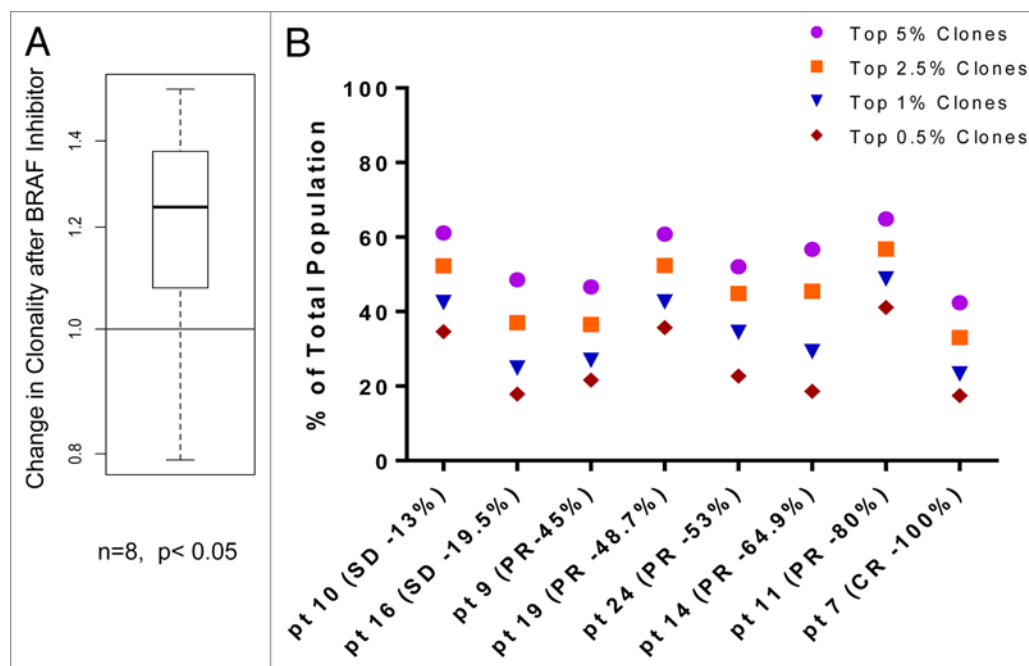 A
Change in Clonality after BRAF Inhibitor
1.4
1.2
1.0
0.8
n=8, p< 0.05
B
Top 5% Clones
Top 2.5% Clones
Top 1% Clones
Top 0.5% Clones
% of Total Population
100
80
60
40
20
0
pt 10 (SD -13%)
pt 16 (SD -19.5%)
pt 9 (PR-45%)
pt 19 (PR -48.7%)
pt 24 (PR -53%)
pt 14 (PR -64.9%)
pt 11 (PR -80%)
pt 7 (CR -100%)